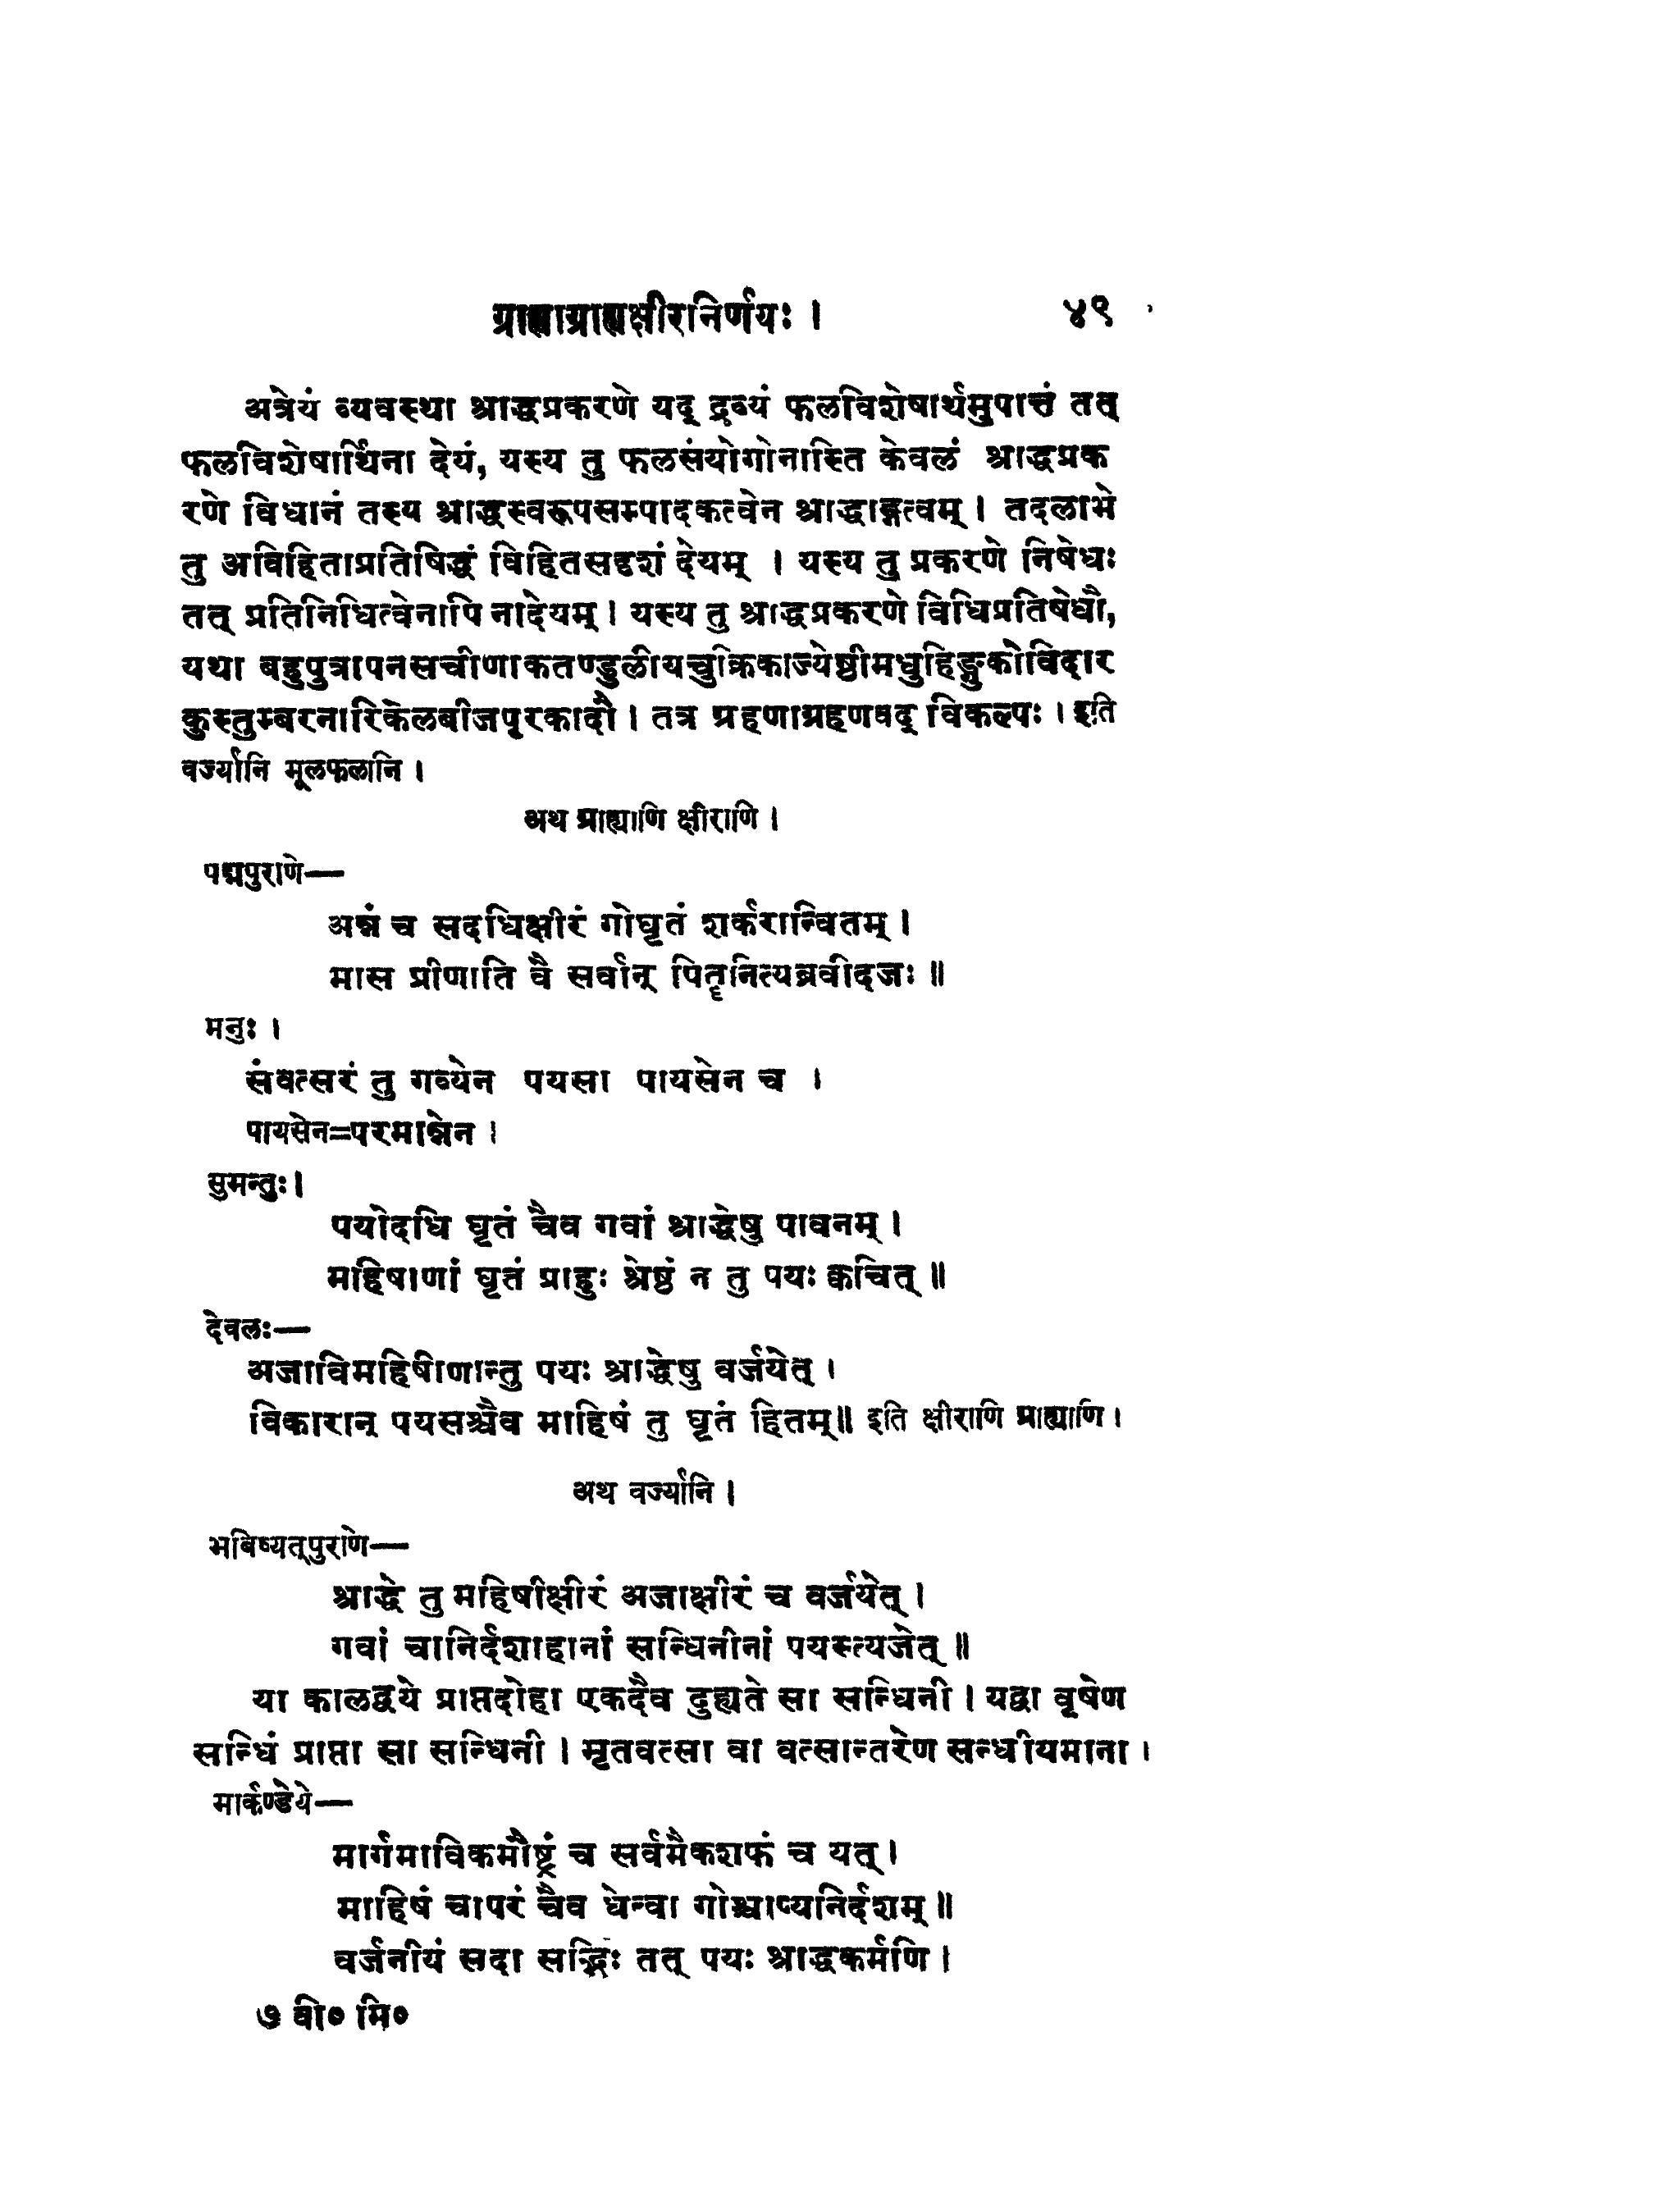 ग्राह्याग्राह्यक्षीरनिर्णयः । ४९
अत्रेयं व्यवस्था श्राद्धप्रकरणे यद् द्रव्यं फलविशेषार्थमुपात्तं तत्
फलविशेषार्थिना देयं, यस्य तु फलसंयोगोनास्ति केवलं श्राद्धप्रक
रणे विधानं तस्य श्राद्धस्वरूपसम्पादकत्वेन श्राद्धाङ्गत्वम् । तदलाभे
तु अविहिताप्रतिषिद्धं विहितसदृशं देयम् । यस्य तु प्रकरणे निषेधः
तत् प्रतिनिधित्वेनापि नादेयम् । यस्य तु श्राद्धप्रकरणे विधिप्रतिषेधौ,
यथा बहुपुत्रापनसचीणाकतण्डुलीयचुक्रिकाज्येष्ठीमधुहिङ्गुकोविदार
कुस्तुम्बरनारिकेलबीजपूरकादौ । तत्र ग्रहणाग्रहणवद् विकल्पः । इति
वर्ज्यानि मूलफलानि ।
अथ ग्राह्याणि क्षीराणि ।
पद्मपुराणे—
अन्नं च सदधिक्षीरं गोघृतं शर्करान्वितम् ।
मास प्रीणाति वै सर्वान् पितॄनित्यब्रवीदजः ॥
मनुः ।
संवत्सरं तु गव्येन पयसा पायसेन च ।
पायसेन=परमान्नेन ।
सुमन्तुः ।
पयोदधि घृतं चैव गवां श्राद्धेषु पावनम् ।
महिषाणां घृतं प्राहुः श्रेष्ठं न तु पयः क्वचित् ॥
देवलः—
अजाविमहिषीणान्तु पयः श्राद्धेषु वर्जयेत् ।
विकारान् पयसश्चैव माहिषं तु घृतं हितम् ॥ इति क्षीराणि ग्राह्याणि ।
अथ वर्ज्यानि ।
भविष्यत्पुराणे—
श्राद्धे तु महिषीक्षीरं अजाक्षीरं च वर्जयेत् ।
गवां चानिर्दशाहानां सन्धिनीनां पयस्त्यजेत् ॥
या कालद्वये प्राप्तदोहा एकदैव दुह्यते सा सन्धिनी । यद्वा वृषेण
सन्धिं प्राप्ता सा सन्धिनी । मृतवत्सा वा वत्सान्तरेण सन्धीयमाना ।
मार्कण्डेये—
मार्गमाविकमौष्ट्रं च सर्वमैकशफं च यत् ।
माहिषं चापरं चैव धेन्वा गोश्चाप्यनिर्दशम् ॥
वर्जनीयं सदा सद्भिः तत् पयः श्राद्धकर्मणि ।
७ वी० मि०